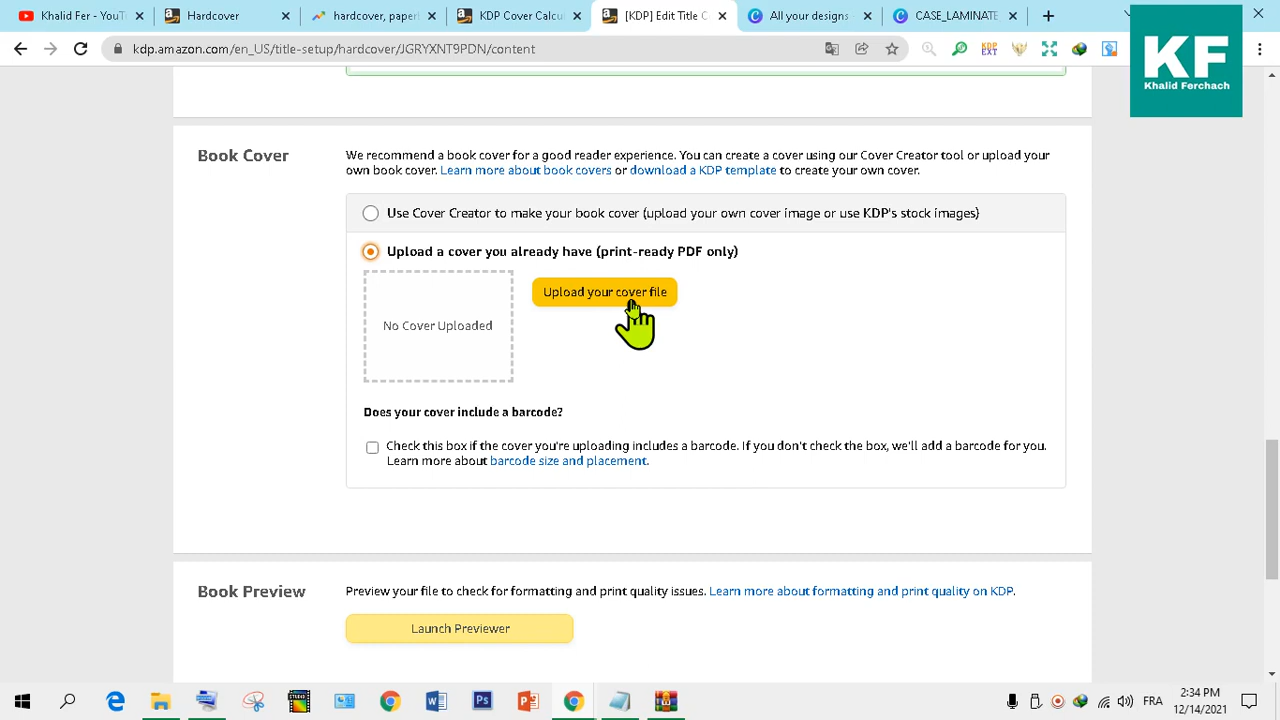 Khalid Fer - YouT
Hardcover
hardcover, paper
KDP Cover Calcu
[KDP] Edit Title C
All your designs
CASE_LAMINATE
kdp.amazon.com/en_US/title-setup/hardcover/JGRYXNT9PDN/content
KDP
EXT
KF
Khalid Ferchach
Book Cover
We recommend a book cover for a good reader experience. You can create a cover using our Cover Creator tool or upload your
own book cover. Learn more about book covers or download a KDP template to create your own cover.
Use Cover Creator to make your book cover (upload your own cover image or use KDP's stock images)
Upload a cover you already have (print-ready PDF only)
Upload your cover file
No Cover Uploaded
Does your cover include a barcode?
Check this box if the cover you're uploading includes a barcode. If you don't check the box, we'll add a barcode for you.
Learn more about barcode size and placement.
Book Preview
Preview your file to check for formatting and print quality issues. Learn more about formatting and print quality on KDP.
Launch Previewer
FRA
2:34 PM
12/14/2021